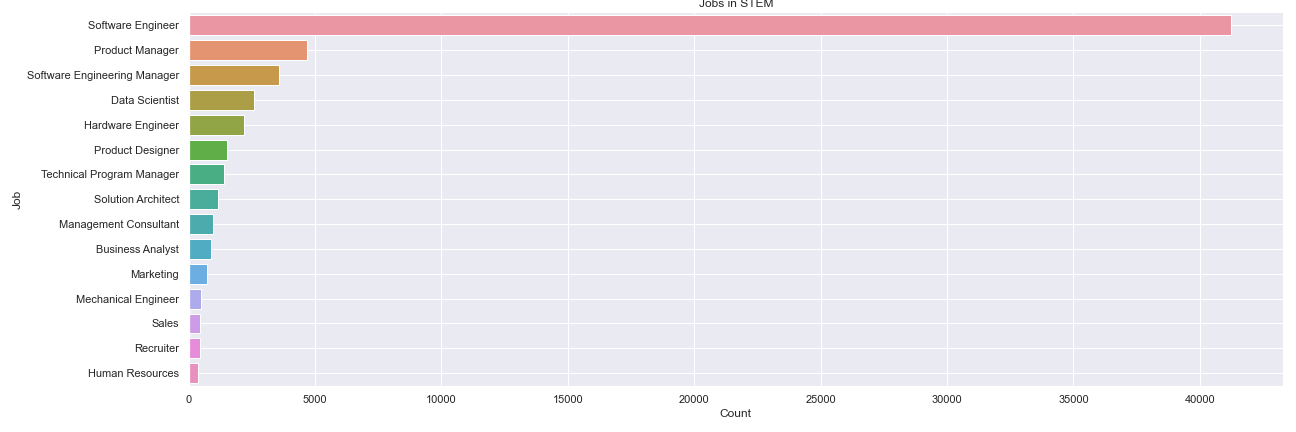 Jobs in STEM
Software Engineer
Product Manager
Software Engineering Manager
Data Scientist
Hardware Engineer
Product Designer
Technical Program Manager
Solution Architect
Management Consultant
Business Analyst
Marketing
Mechanical Engineer
Sales
Recruiter
Human Resources
Job
0 5000 10000 15000 20000 25000 30000 35000 40000
Count